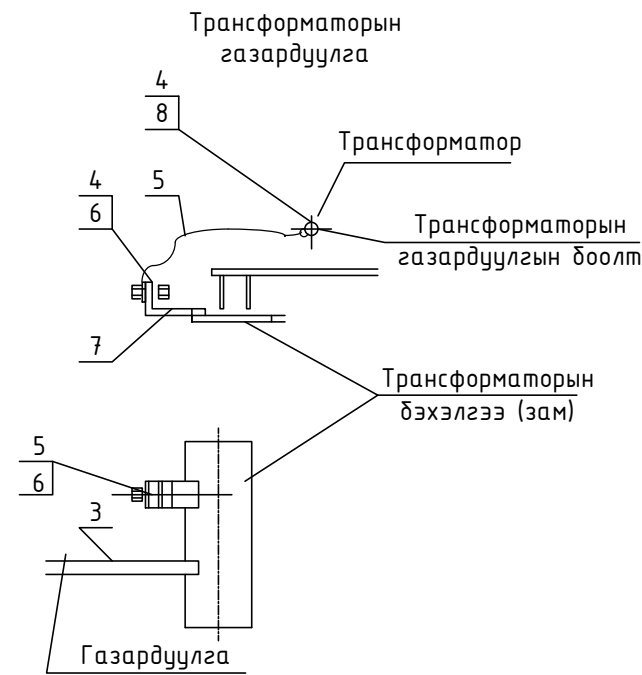 Трансформаторын
газардуулга
4
8
Трансформатор
4
6
5
Трансформаторын
газардуулгын боолт
7
Трансформаторын
бэхэлгээ (зам)
5
6
3
Газардуулга